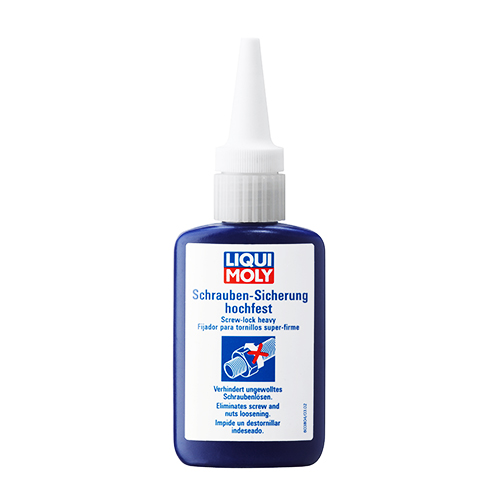 LIQUI
MOLY
Schrauben-Sicherung
hochfest
Screw-lock heavy
Fijador para tornillos super-firme
Verhindert ungewolltes
Schraubenlösen.
Eliminates screw and
nuts loosening.
Impide un destornillar
indeseado.